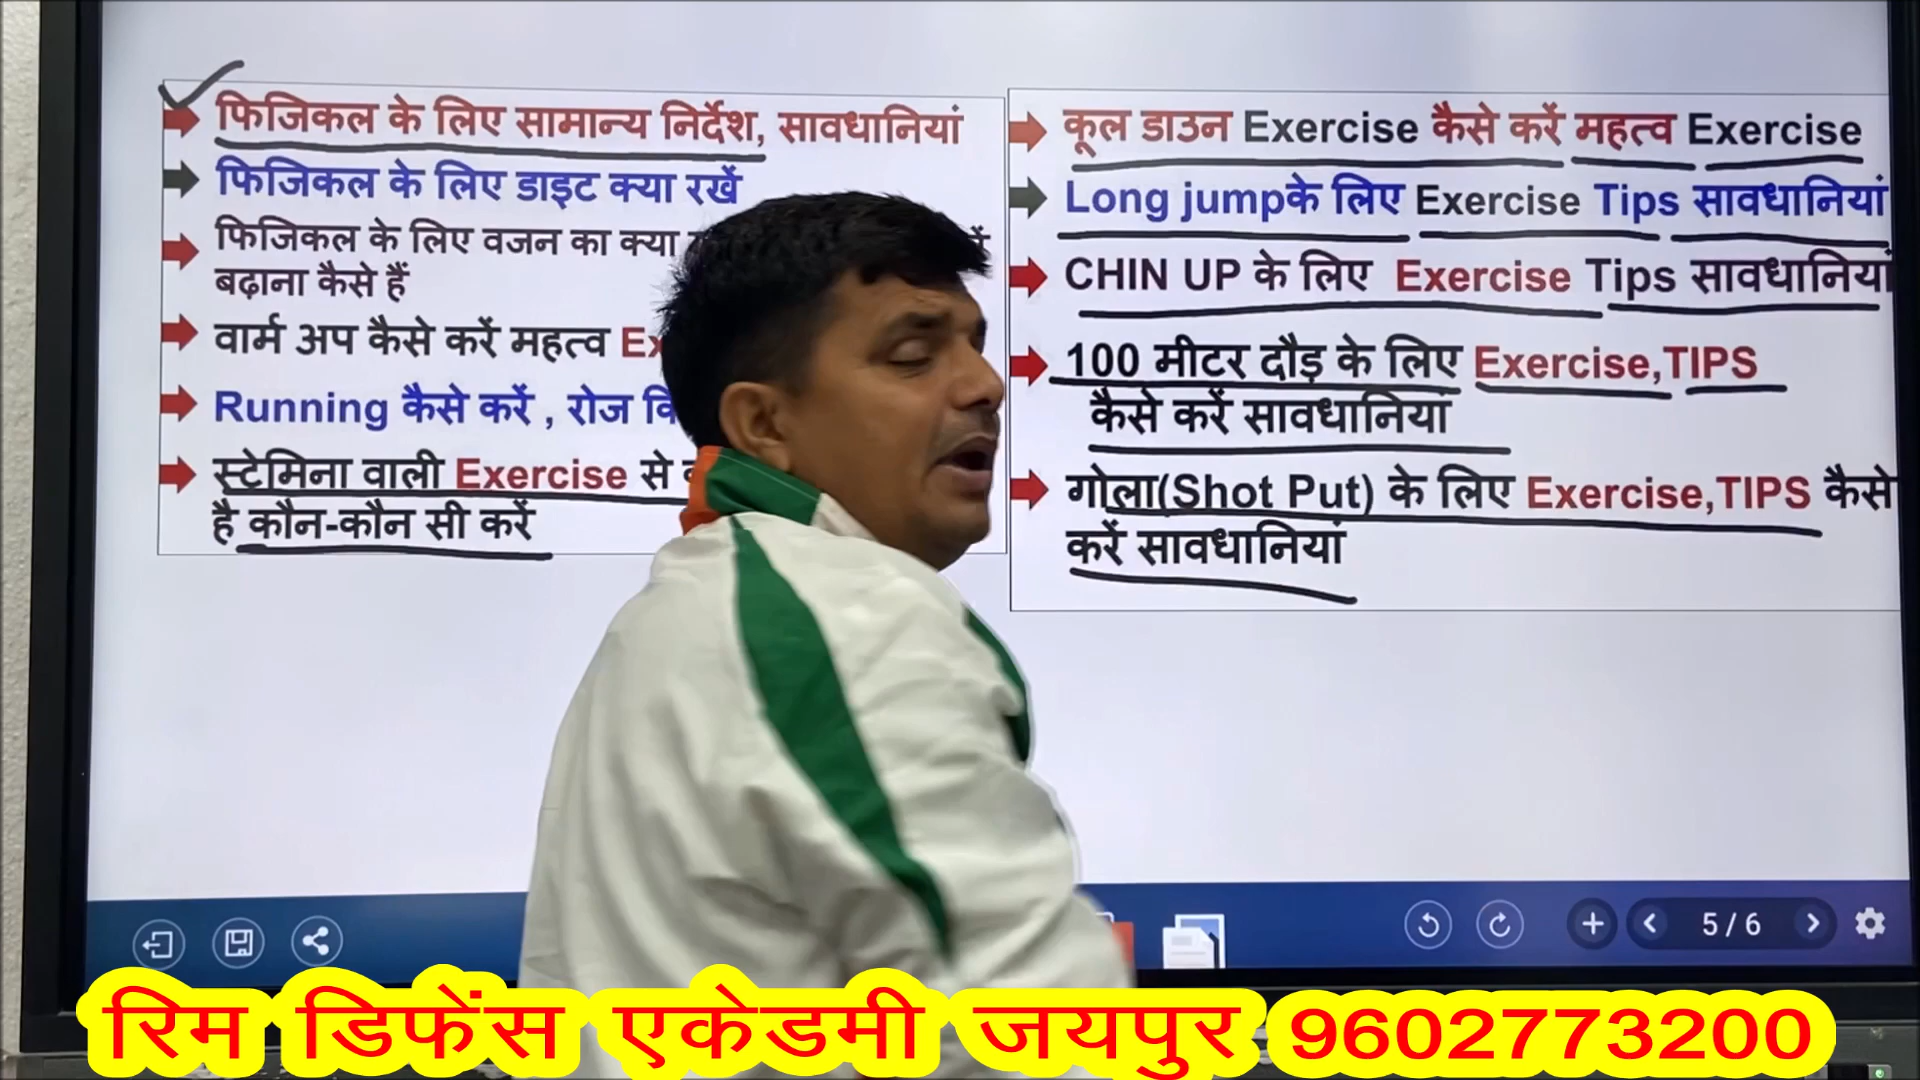 फिजिकल के लिए सामान्य निर्देश, सावधानियां
फिजिकल के लिए डाइट क्या रखें
फिजिकल के लिए वजन का क्या
बढ़ाना कैसे हैं
वार्म अप कैसे करें महत्व
Running कैसे करें , रोज
स्टेमिना वाली Exercise से
है कौन-कौन सी करें
कूल डाउन Exercise कैसे करें महत्व Exercise
Long jumpके लिए Exercise Tips सावधानियां
CHIN UP के लिए Exercise Tips सावधानियां
100 मीटर दौड़ के लिए Exercise,TIPS
कैसे करें सावधानियां
गोला(Shot Put) के लिए Exercise,TIPS कैसे
करें सावधानियां
5 / 6
रिम डिफेंस एकेडमी जयपुर 9602773200